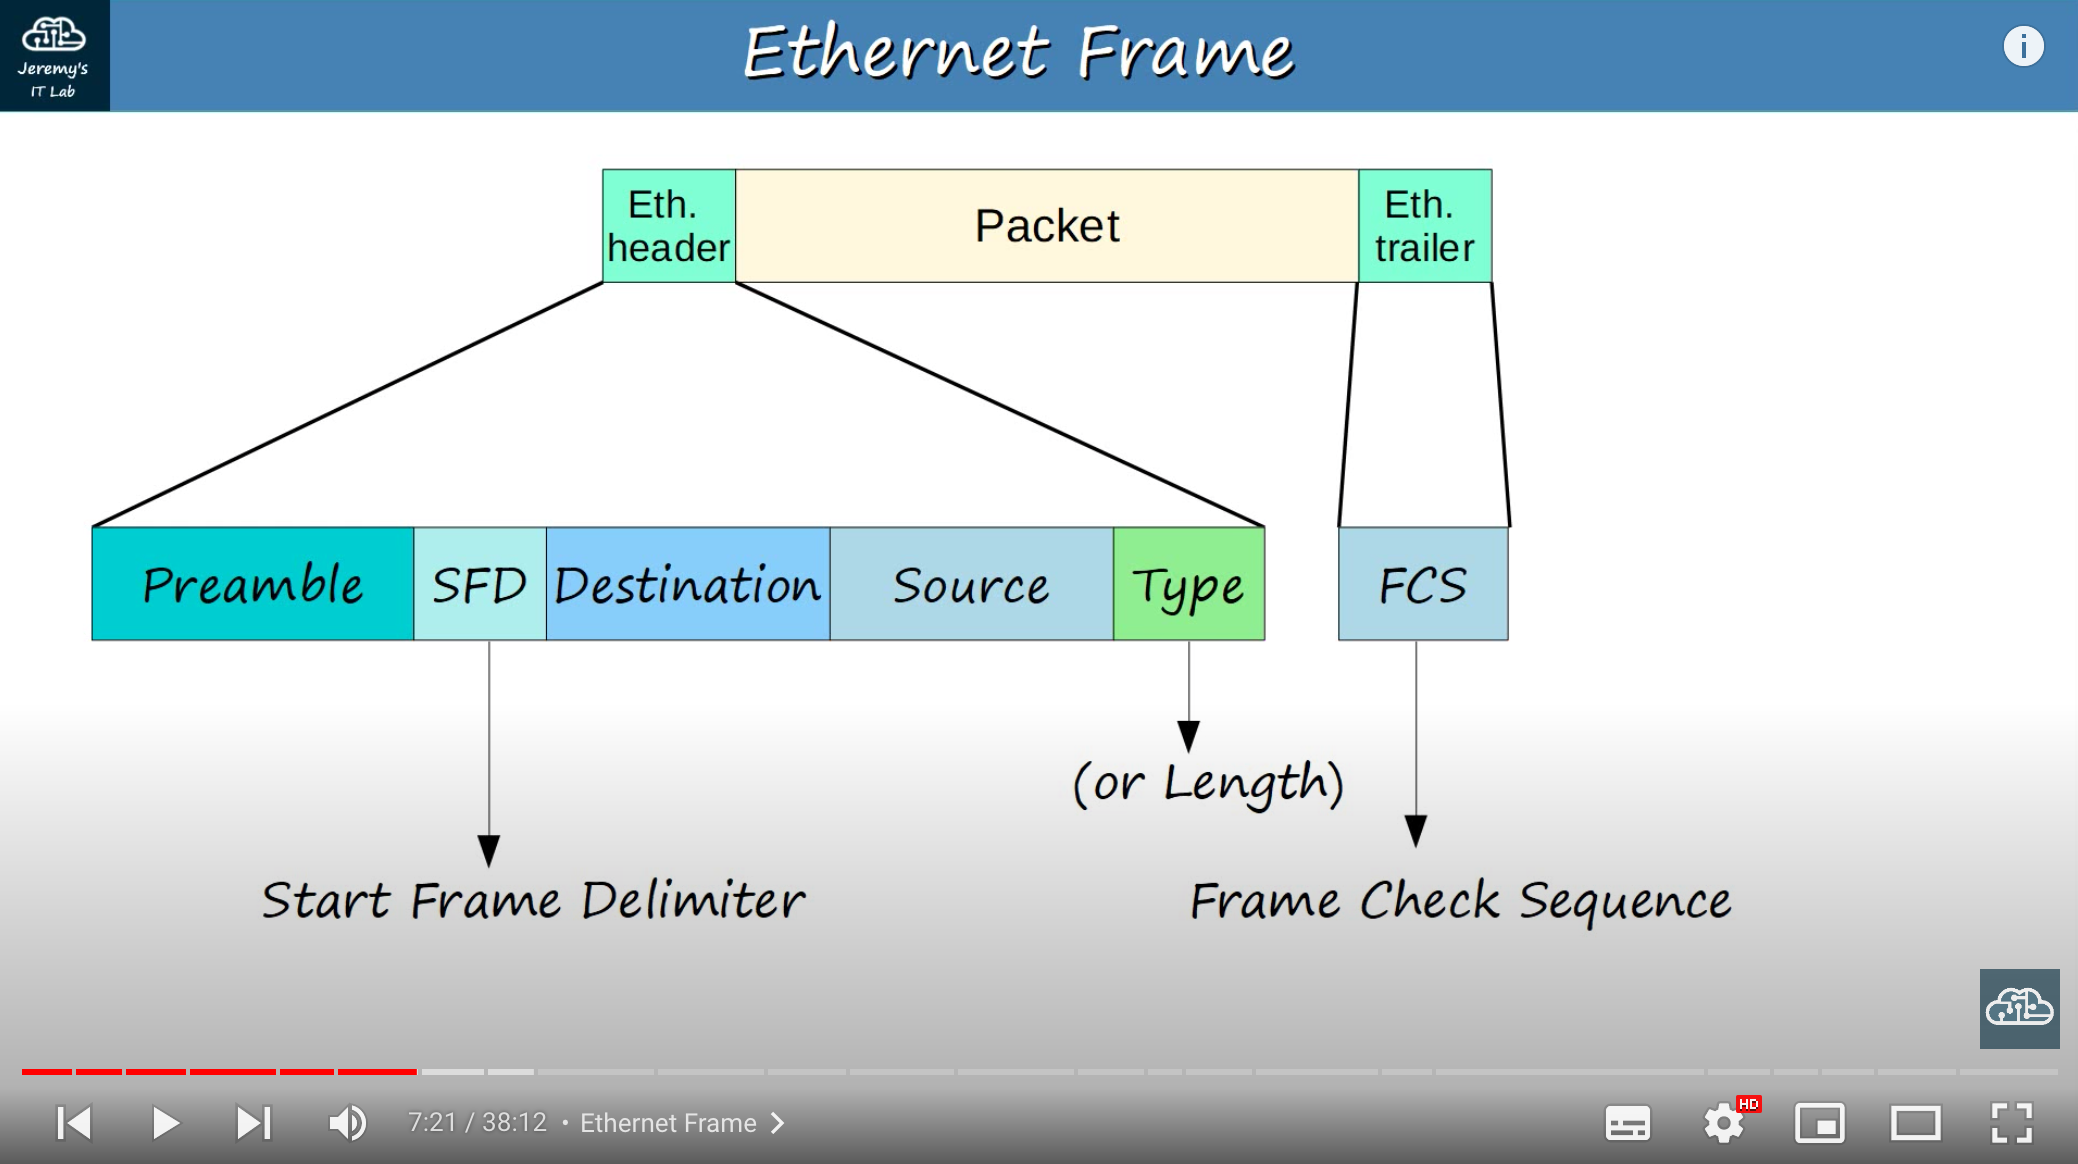 Jeremy's
IT Lab
Ethernet Frame
Eth.
header
Packet
Eth.
trailer
Preamble
SFD
Destination
Source
Type
FCS
(or Length)
Start Frame Delimiter
Frame Check Sequence
7:21 / 38:12 • Ethernet Frame
HD